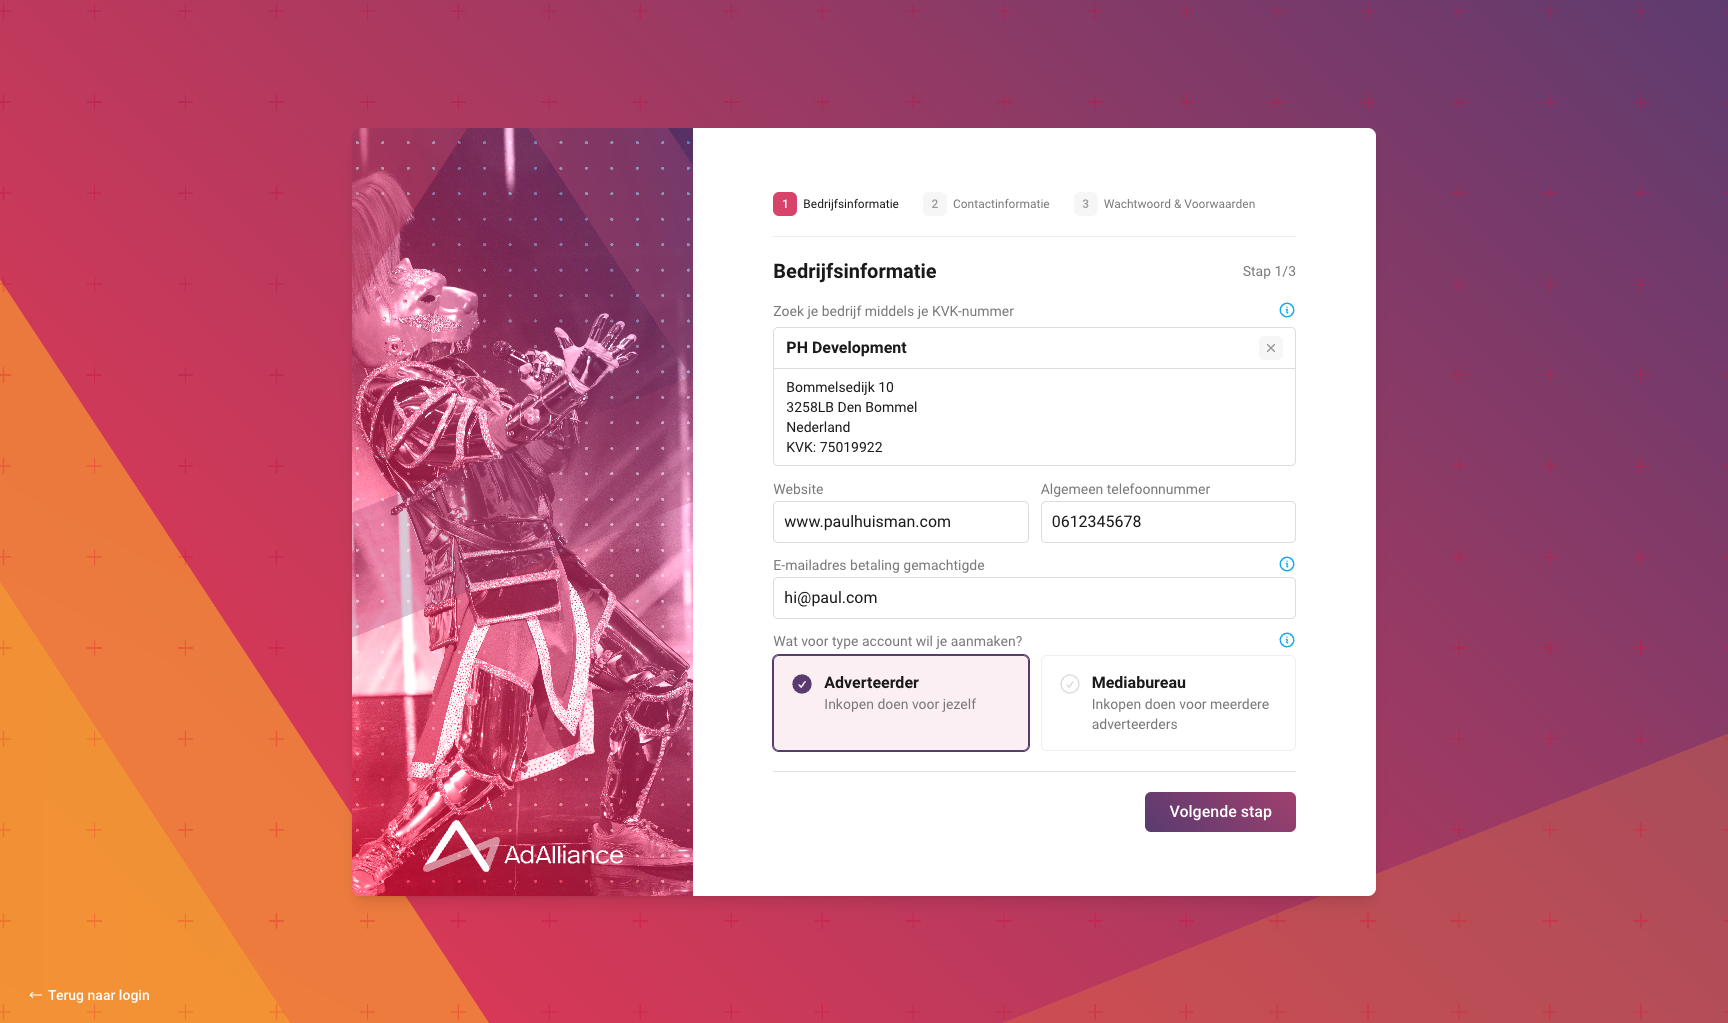 1 Bedrijfsinformatie 2 Contactinformatie 3 Wachtwoord & Voorwaarden
Bedrijfsinformatie Stap 1/3
Zoek je bedrijf middels je KVK-nummer
PH Development
Bommelsedijk 10
3258LB Den Bommel
Nederland
KVK: 75019922
Website Algemeen telefoonnummer
www.paulhuisman.com 0612345678
E-mailadres betaling gemachtigde
hi@paul.com
Wat voor type account wil je aanmaken?
Adverteerder
Inkopen doen voor jezelf
Mediabureau
Inkopen doen voor meerdere
adverteerders
Volgende stap
AdAlliance
← Terug naar login